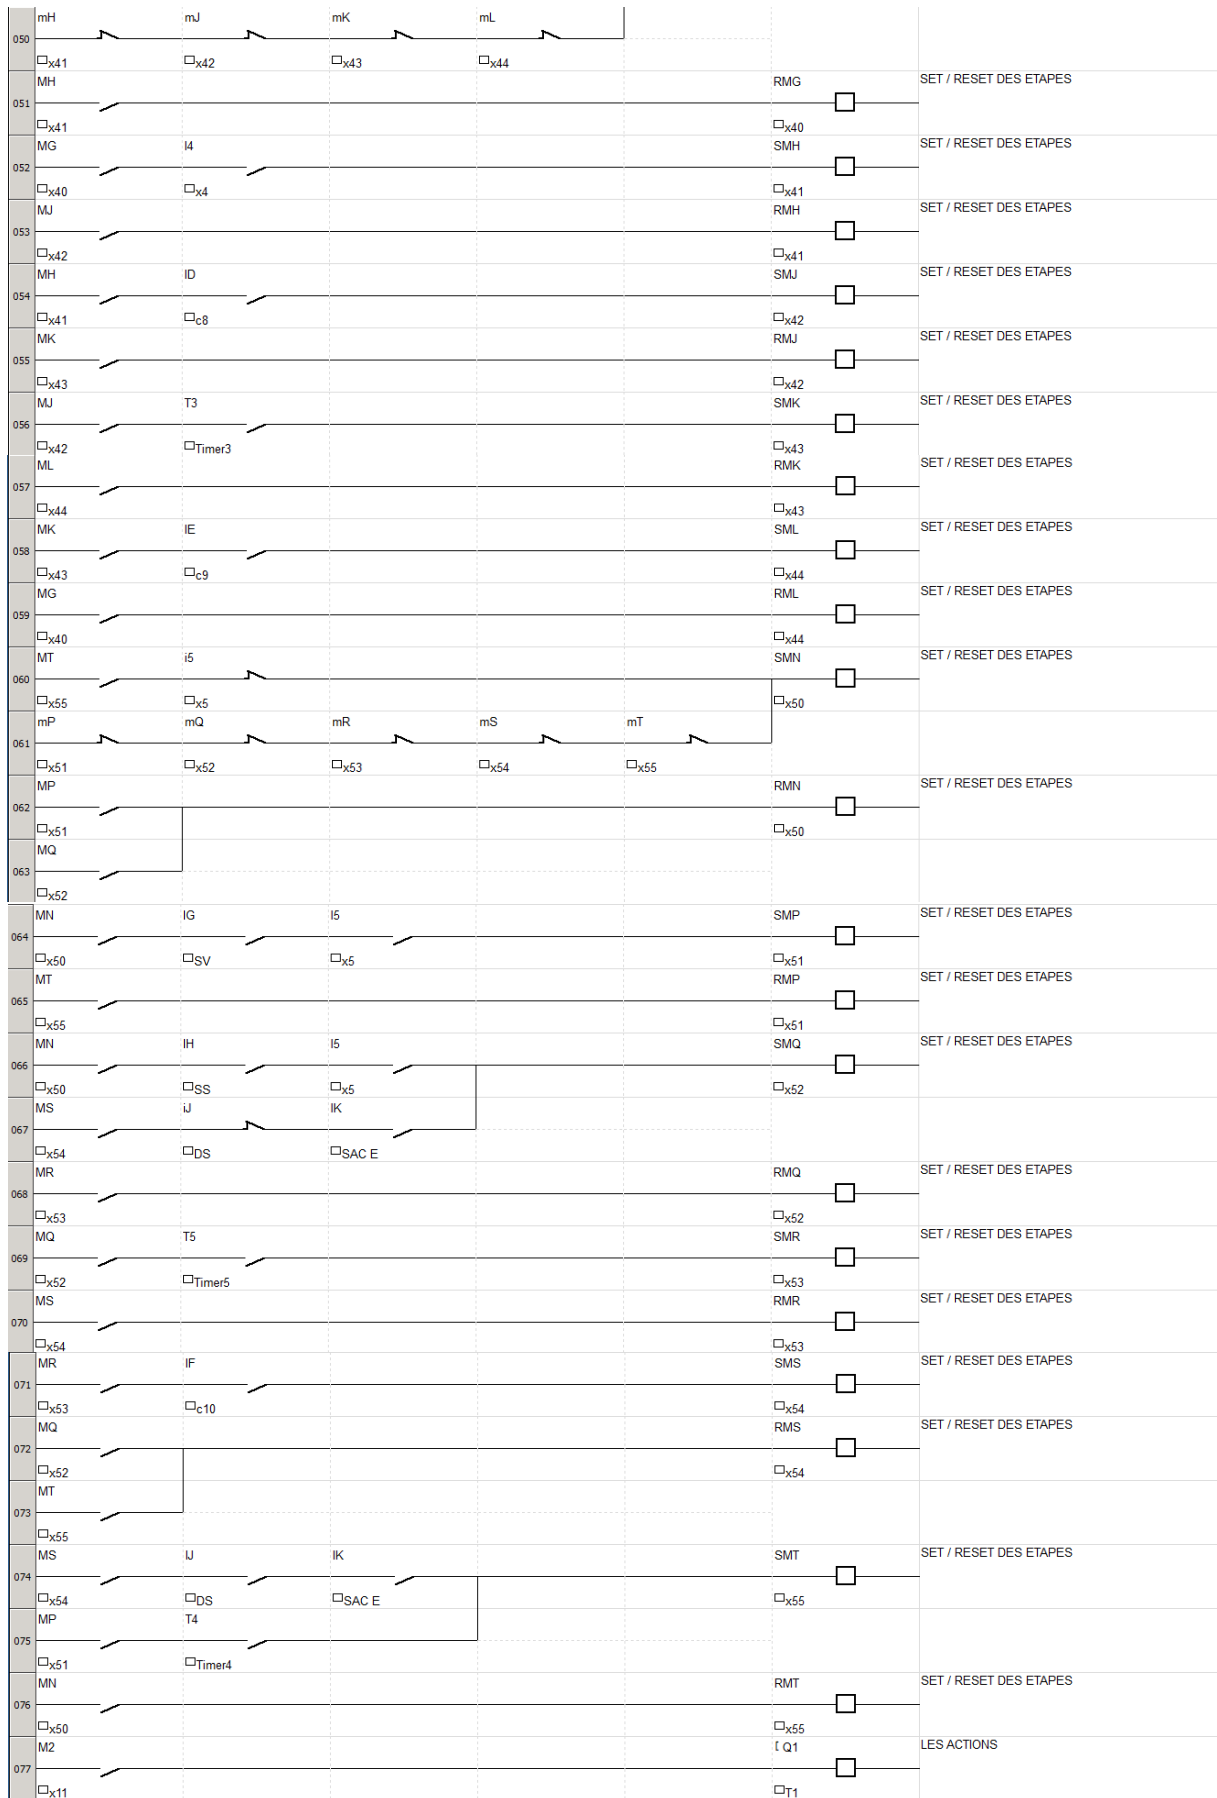 mH mJ mK mL
050
x41 x42 x43 x44
MH RMG SET / RESET DES ETAPES
051
x41 x40
MG I4 SMH SET / RESET DES ETAPES
052
x40 x4 x41
MJ RMH SET / RESET DES ETAPES
053
x42 x41
MH ID SMJ SET / RESET DES ETAPES
054
x41 c8 x42
MK RMJ SET / RESET DES ETAPES
055
x43 x42
MJ T3 SMK SET / RESET DES ETAPES
056
x42 Timer3 x43
ML RMK SET / RESET DES ETAPES
057
x44 x43
MK IE SML SET / RESET DES ETAPES
058
x43 c9 x44
MG RML SET / RESET DES ETAPES
059
x40 x44
MT i5 SMN SET / RESET DES ETAPES
060
x55 x5 x50
mP mQ mR mS mT
061
x51 x52 x53 x54 x55
MP RMN SET / RESET DES ETAPES
062
x51 x50
MQ
063
x52
MN IG I5 SMP SET / RESET DES ETAPES
064
x50 SV x5 x51
MT RMP SET / RESET DES ETAPES
065
x55 x51
MN IH I5 SMQ SET / RESET DES ETAPES
066
x50 SS x5 x52
MS iJ IK
067
x54 DS SAC E
MR RMQ SET / RESET DES ETAPES
068
x53 x52
MQ T5 SMR SET / RESET DES ETAPES
069
x52 Timer5 x53
MS RMR SET / RESET DES ETAPES
070
x54 x53
MR IF SMS SET / RESET DES ETAPES
071
x53 c10 x54
MQ RMS SET / RESET DES ETAPES
072
x52 x54
MT
073
x55
MS IJ IK SMT SET / RESET DES ETAPES
074
x54 DS SAC E x55
MP T4
075
x51 Timer4
MN RMT SET / RESET DES ETAPES
076
x50 x55
M2 [ Q1 LES ACTIONS
077
x11 T1